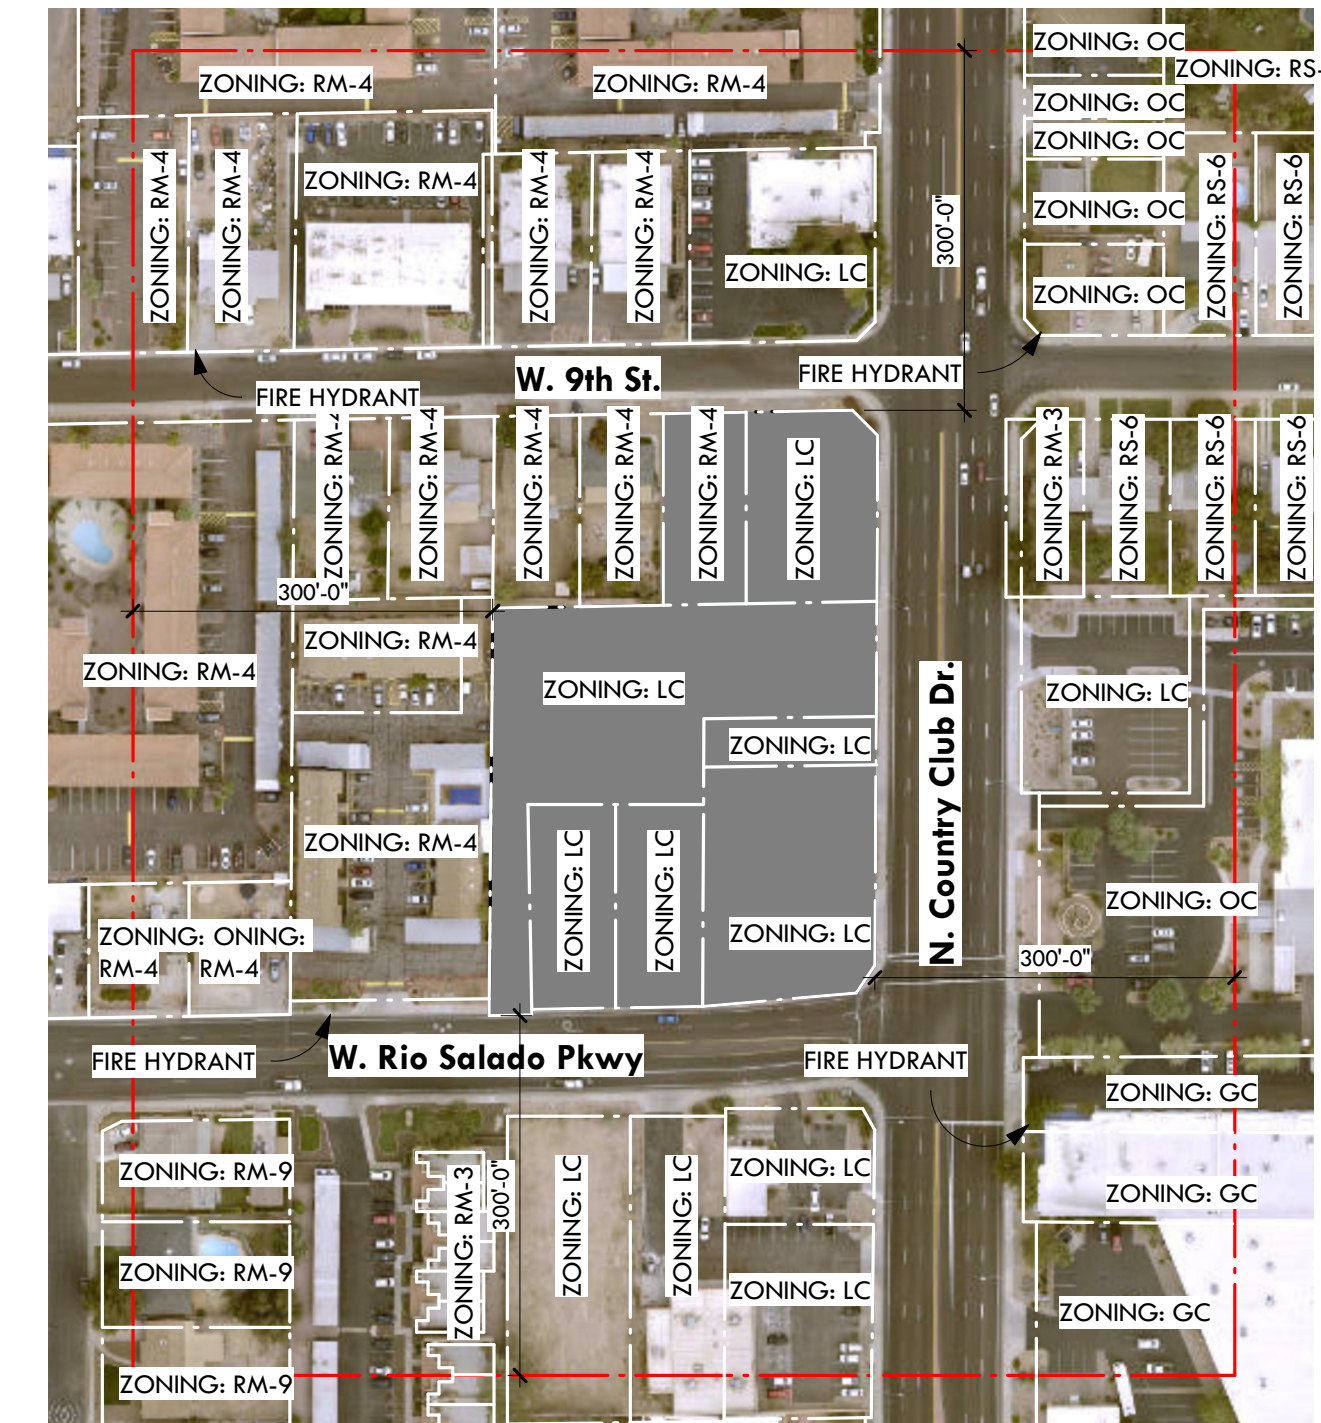 ZONING: OC
ZONING: RS-
ZONING: RM-4
ZONING: RM-4
ZONING: OC
ZONING: OC
ZONING: RM-4
ZONING: RM-4
ZONING: RM-4
ZONING: RM-4
ZONING: RM-4
ZONING: LC
300'-0"
ZONING: OC
ZONING: OC
ZONING: RS-6
ZONING: RS-6
FIRE HYDRANT
W. 9th St.
FIRE HYDRANT
ZONING: RM-4
ZONING: RM-4
ZONING: RM-4
ZONING: RM-4
ZONING: RM-4
ZONING: LC
ZONING: RM-3
ZONING: RS-6
ZONING: RS-6
ZONING: RS-6
300'-0"
ZONING: RM-4
ZONING: RM-4
ZONING: LC
ZONING: LC
N. Country Club Dr.
ZONING: LC
ZONING: RM-4
ZONING: LC
ZONING: LC
ZONING: LC
ZONING: OC
ZONING:
RM-4
ONING:
RM-4
300'-0"
FIRE HYDRANT
W. Rio Salado Pkwy
FIRE HYDRANT
ZONING: GC
ZONING: RM-9
ZONING: RM-3
300'-0"
ZONING: LC
ZONING: LC
ZONING: LC
ZONING: GC
ZONING: RM-9
ZONING: LC
ZONING: GC
ZONING: RM-9